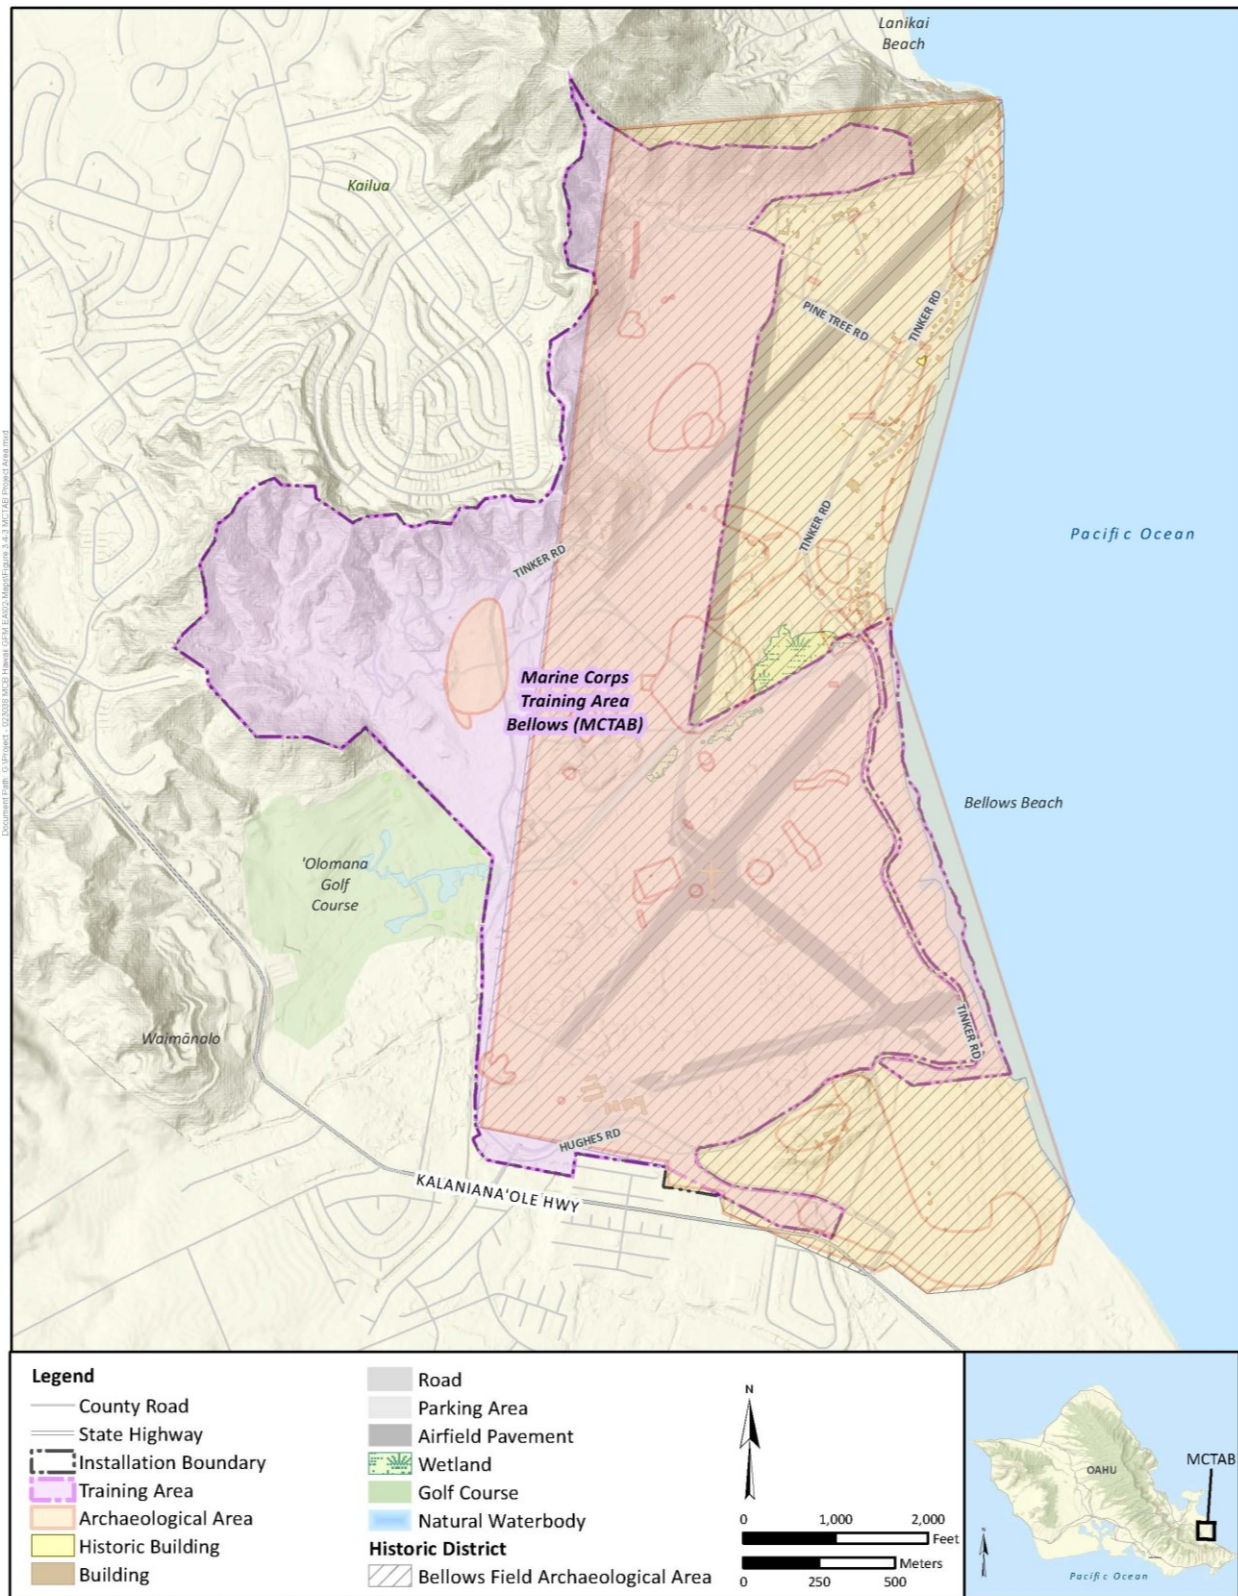 Lanikai
Beach
Kailua
PINE TREE RD
TINKER RD
TINKER RD
Pacific Ocean
TINKER RD
Marine Corps
Training Area
Bellows (MCTAB)
Bellows Beach
'Olomana
Golf
Course
TINKER RD
Waimānalo
HUGHES RD
KALANIANA'OLE HWY
Legend
County Road
State Highway
Installation Boundary
Training Area
Archaeological Area
Historic Building
Building
Road
Parking Area
Airfield Pavement
Wetland
Golf Course
Natural Waterbody
Historic District
Bellows Field Archaeological Area
N
0 1,000 2,000
Feet
Meters
0 250 500
MCTAB
OAHU
N
Pacific Ocean